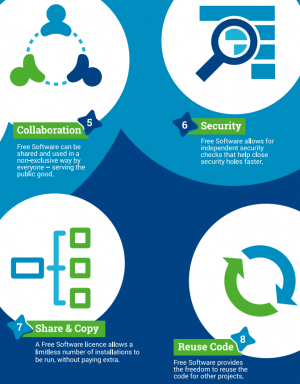 5
Collaboration
Free Software can be
shared and used in a
non-exclusive way by
everyone – serving the
public good.
6
Security
Free Software allows for
independent security
checks that help close
security holes faster.
7
Share & Copy
A Free Software licence allows a
limitless number of installations to
be run, without paying extra.
8
Reuse Code
Free Software provides
the freedom to reuse the
code for other projects.